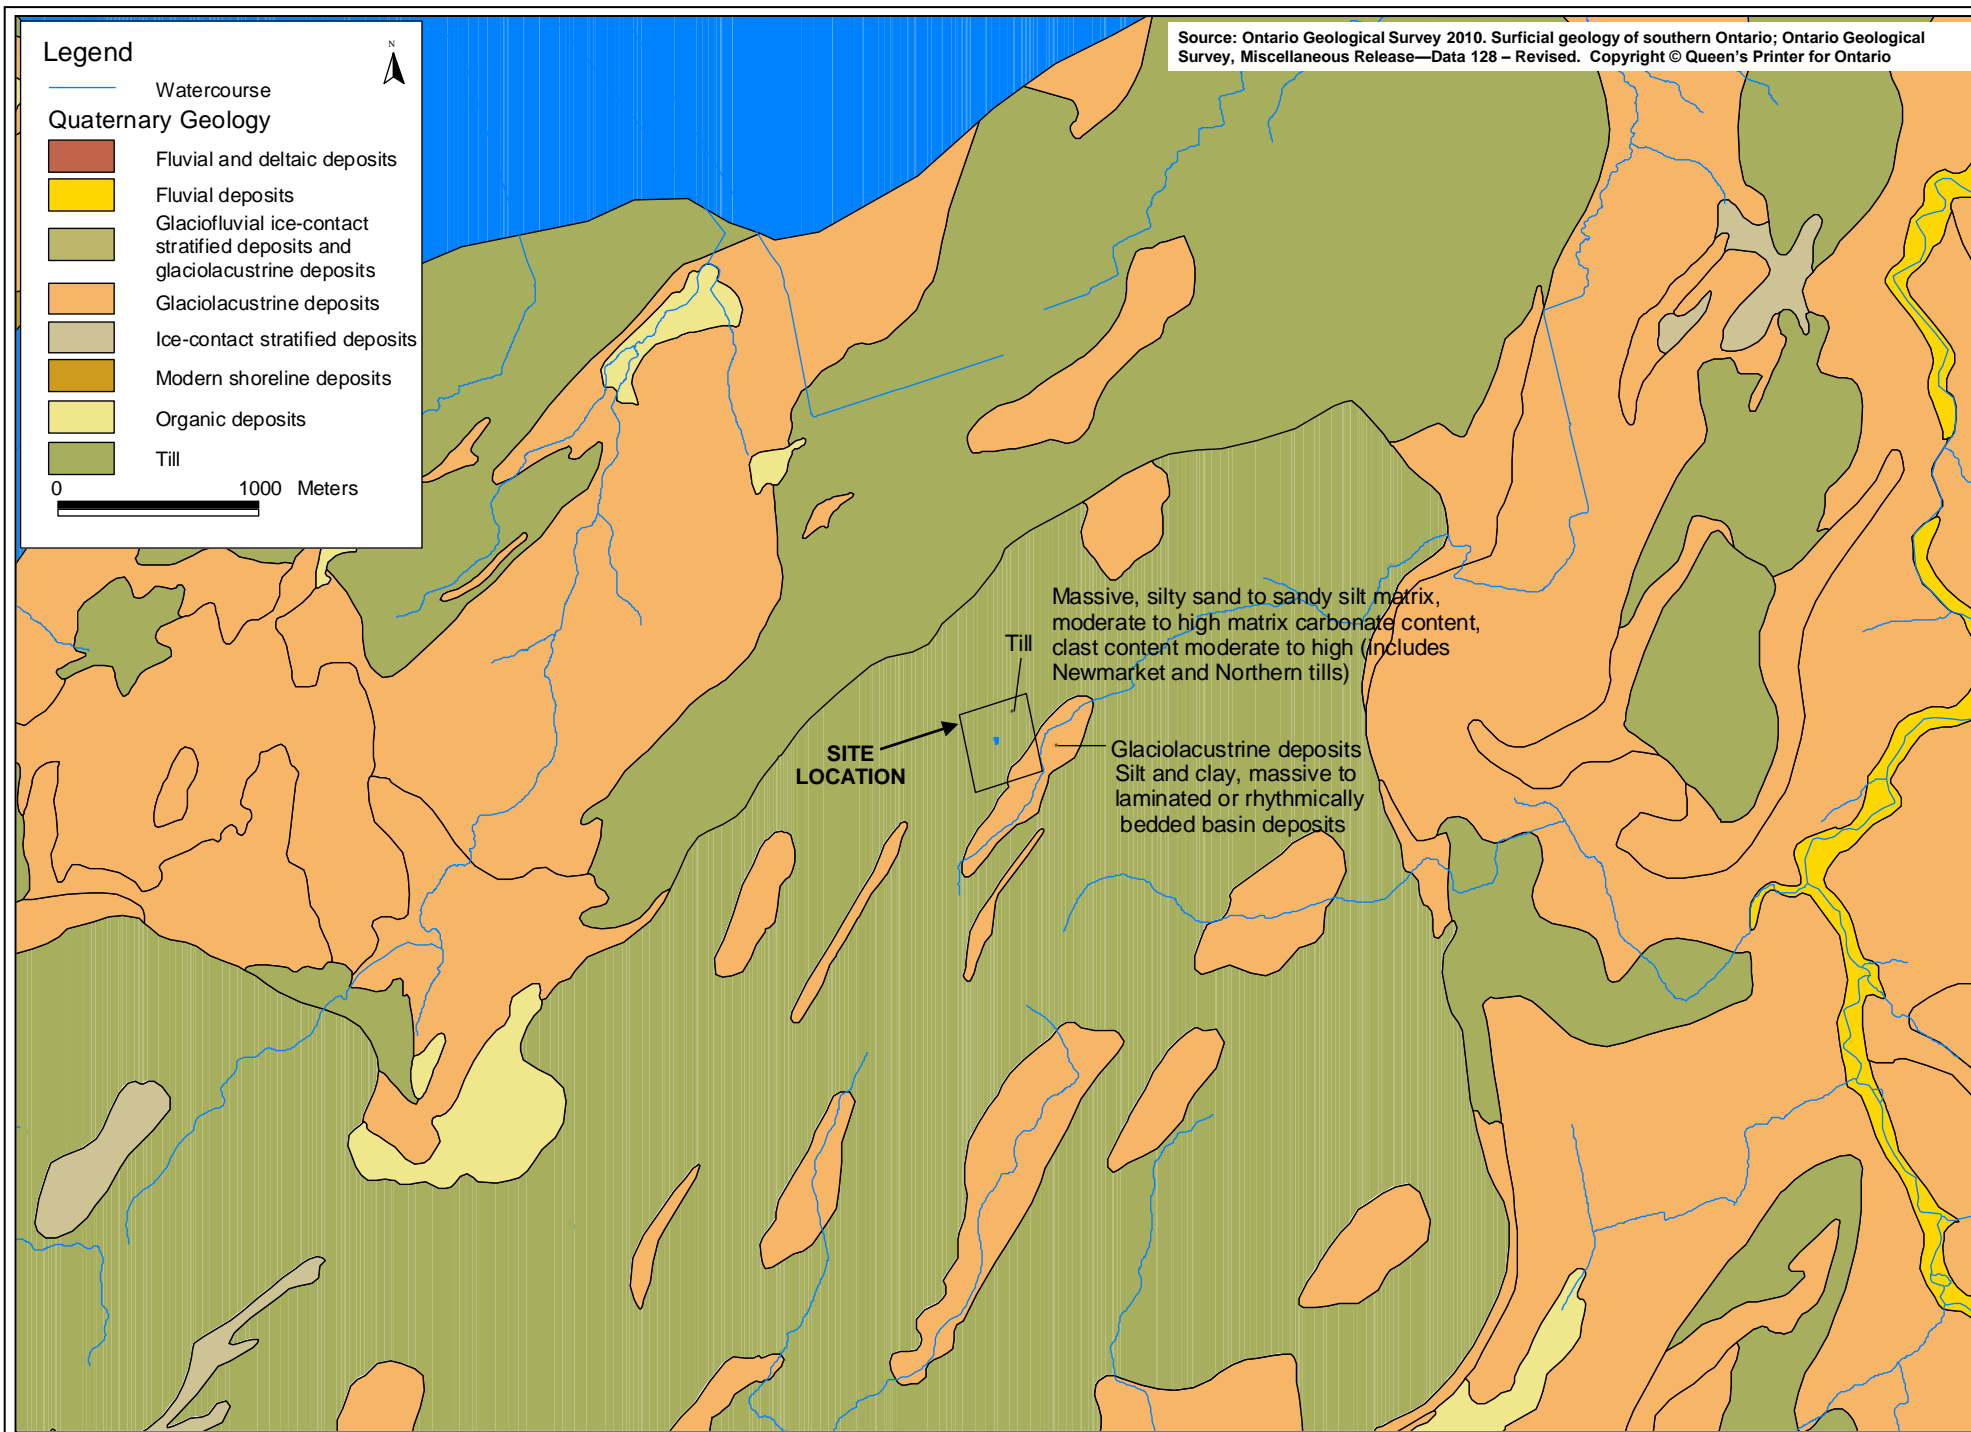 Legend
N
Watercourse
Quaternary Geology
Fluvial and deltaic deposits
Fluvial deposits
Glaciofluvial ice-contact
stratified deposits and
glaciolacustrine deposits
Glaciolacustrine deposits
Ice-contact stratified deposits
Modern shoreline deposits
Organic deposits
Till
0 1000 Meters
Source: Ontario Geological Survey 2010. Surficial geology of southern Ontario; Ontario Geological
Survey, Miscellaneous Release—Data 128 – Revised. Copyright © Queen's Printer for Ontario
Massive, silty sand to sandy silt matrix,
moderate to high matrix carbonate content,
clast content moderate to high (includes
Newmarket and Northern tills)
Till
SITE
LOCATION
Glaciolacustrine deposits
Silt and clay, massive to
laminated or rhythmically
bedded basin deposits